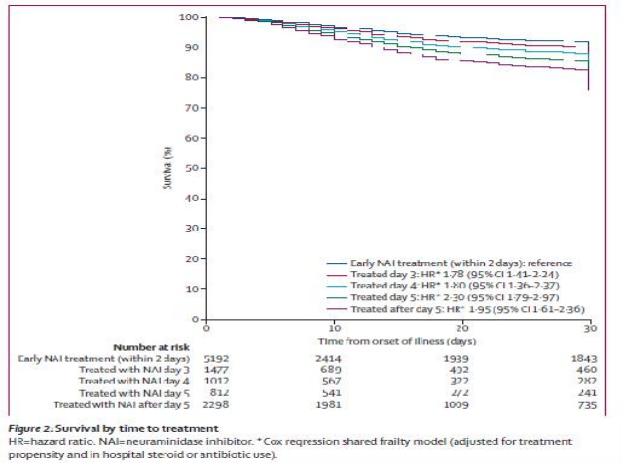 100
90
80
70
60
50
40
30
20
10
0
Survival (%)
Early NAI treatment (within 2 days): reference
Treated day 3: HR* 1·78 (95% CI 1·41–2·24)
Treated day 4: HR* 1·80 (95% CI 1·36–2·37)
Treated day 5: HR* 2·30 (95% CI 1·79–2·97)
Treated after day 5: HR* 1·95 (95% CI 1·61–2·36)
0 10 20 30
Time from onset of illness (days)
Number at risk
Early NAI treatment (within 2 days) 5192 2414 1939 1843
Treated with NAI day 3 1477 689 460
Treated with NAI day 4 1012 567 322 282
Treated with NAI day 5 812 541 272 241
Treated with NAI after day 5 2298 1981 1009 735
Figure 2: Survival by time to treatment
HR=hazard ratio. NAI=neuraminidase inhibitor. *Cox regression shared frailty model (adjusted for treatment
propensity and in hospital steroid or antibiotic use).